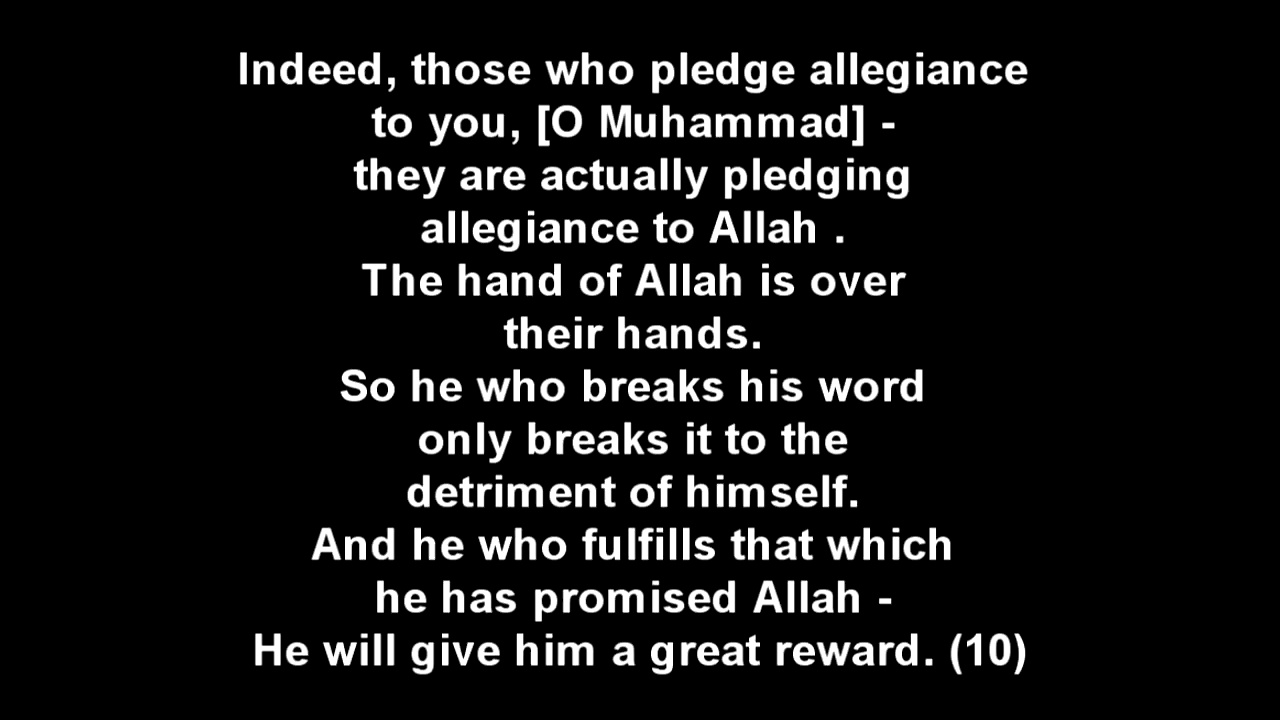 Indeed, those who pledge allegiance
to you, [O Muhammad] -
they are actually pledging
allegiance to Allah .
The hand of Allah is over
their hands.
So he who breaks his word
only breaks it to the
detriment of himself.
And he who fulfills that which
he has promised Allah -
He will give him a great reward. (10)